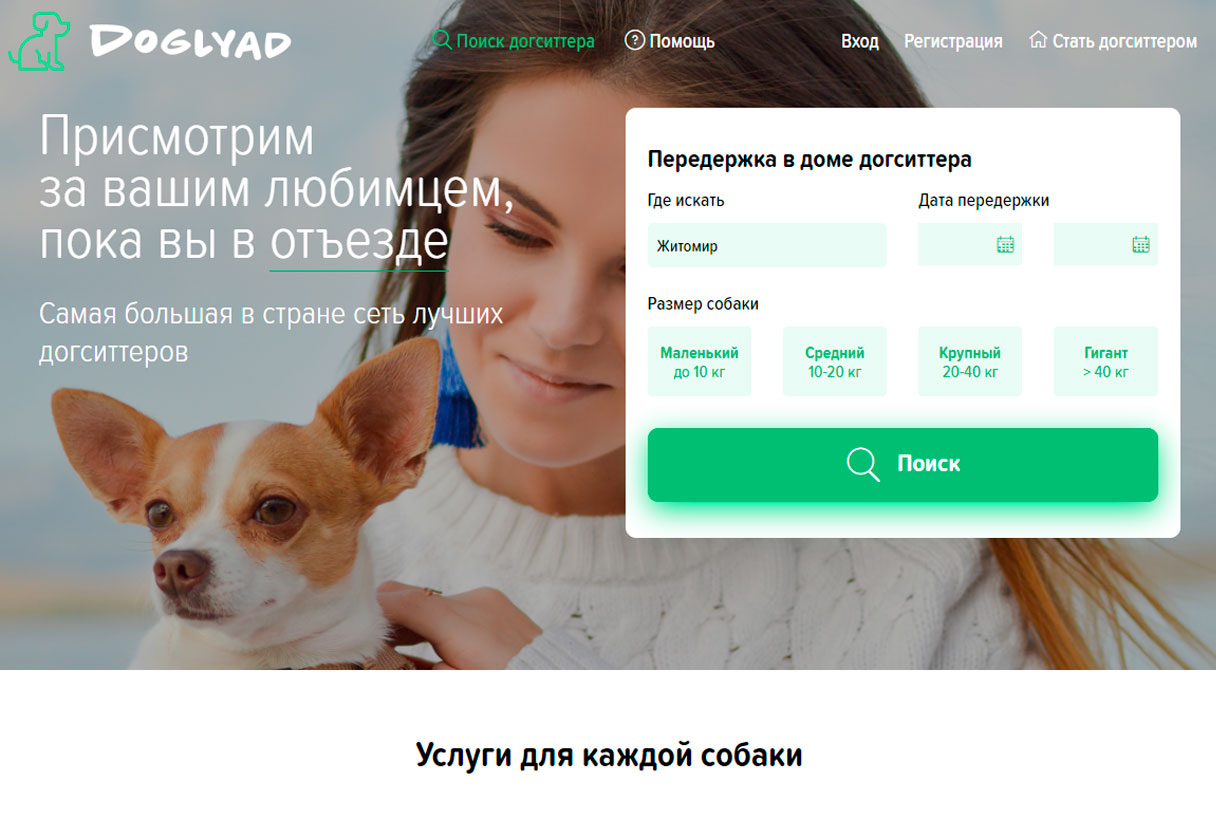 DOGLYAD
Поиск догситтера
Помощь
Вход
Регистрация
Стать догситтером
Присмотрим
за вашим любимцем,
пока вы в отъезде
Самая большая в стране сеть лучших
догситтеров
Передержка в доме догситтера
Где искать
Дата передержки
Житомир
Размер собаки
Маленький
до 10 кг
Средний
10-20 кг
Крупный
20-40 кг
Гигант
> 40 кг
Поиск
Услуги для каждой собаки